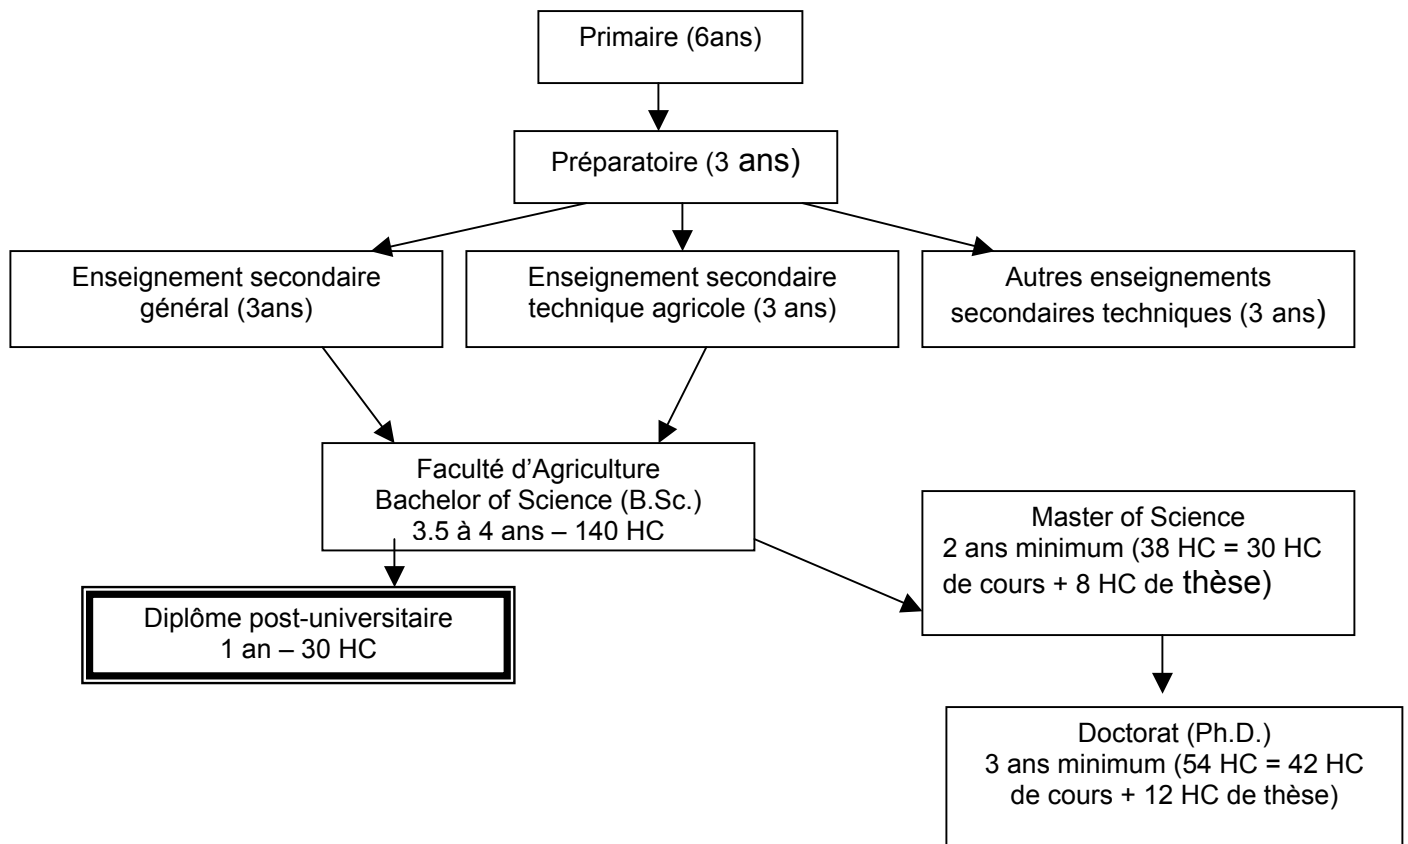 Primaire (6ans)
Préparatoire (3 ans)
Enseignement secondaire
général (3ans)
Enseignement secondaire
technique agricole (3 ans)
Autres enseignements
secondaires techniques (3 ans)
Faculté d’Agriculture
Bachelor of Science (B.Sc.)
3.5 à 4 ans – 140 HC
Master of Science
2 ans minimum (38 HC = 30 HC
de cours + 8 HC de thèse)
Diplôme post-universitaire
1 an – 30 HC
Doctorat (Ph.D.)
3 ans minimum (54 HC = 42 HC
de cours + 12 HC de thèse)